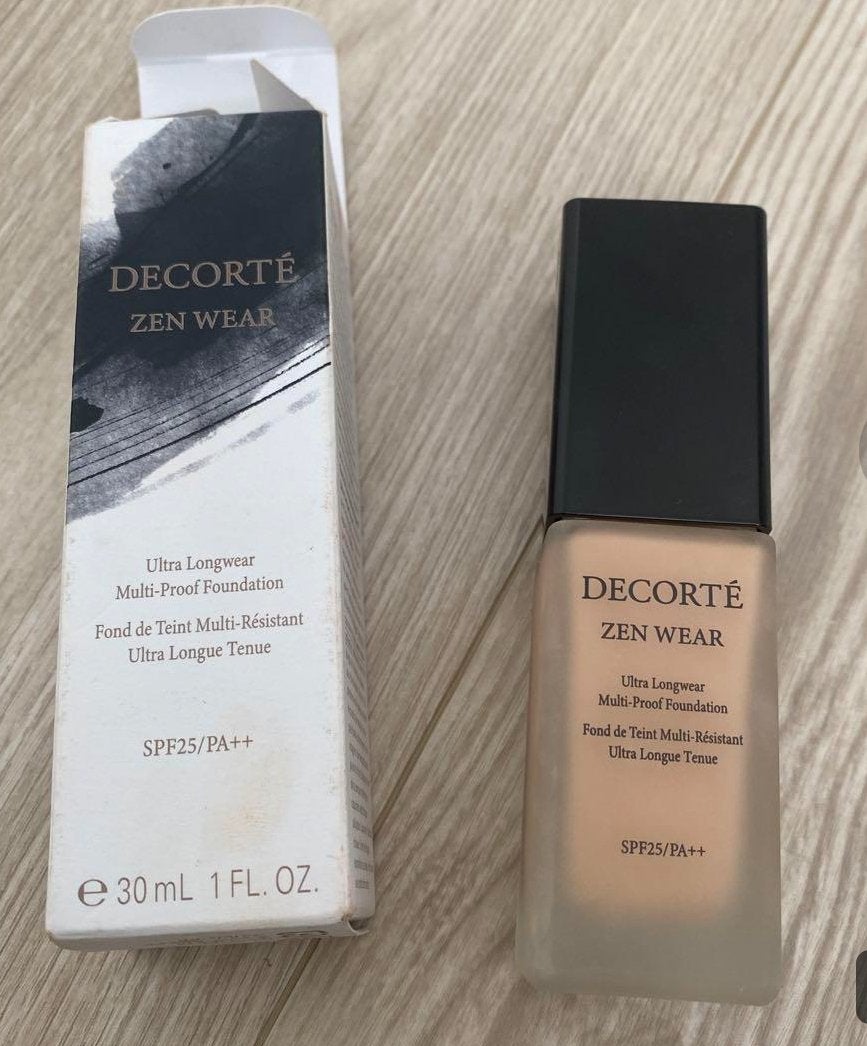 DECORTÉ
ZEN WEAR
Ultra Longwear
Multi-Proof Foundation
Fond de Teint Multi-Résistant
Ultra Longue Tenue
SPF25/PA++
℮ 30 mL 1 FL. OZ.
DECORTÉ
ZEN WEAR
Ultra Longwear
Multi-Proof Foundation
Fond de Teint Multi-Résistant
Ultra Longue Tenue
SPF25/PA++